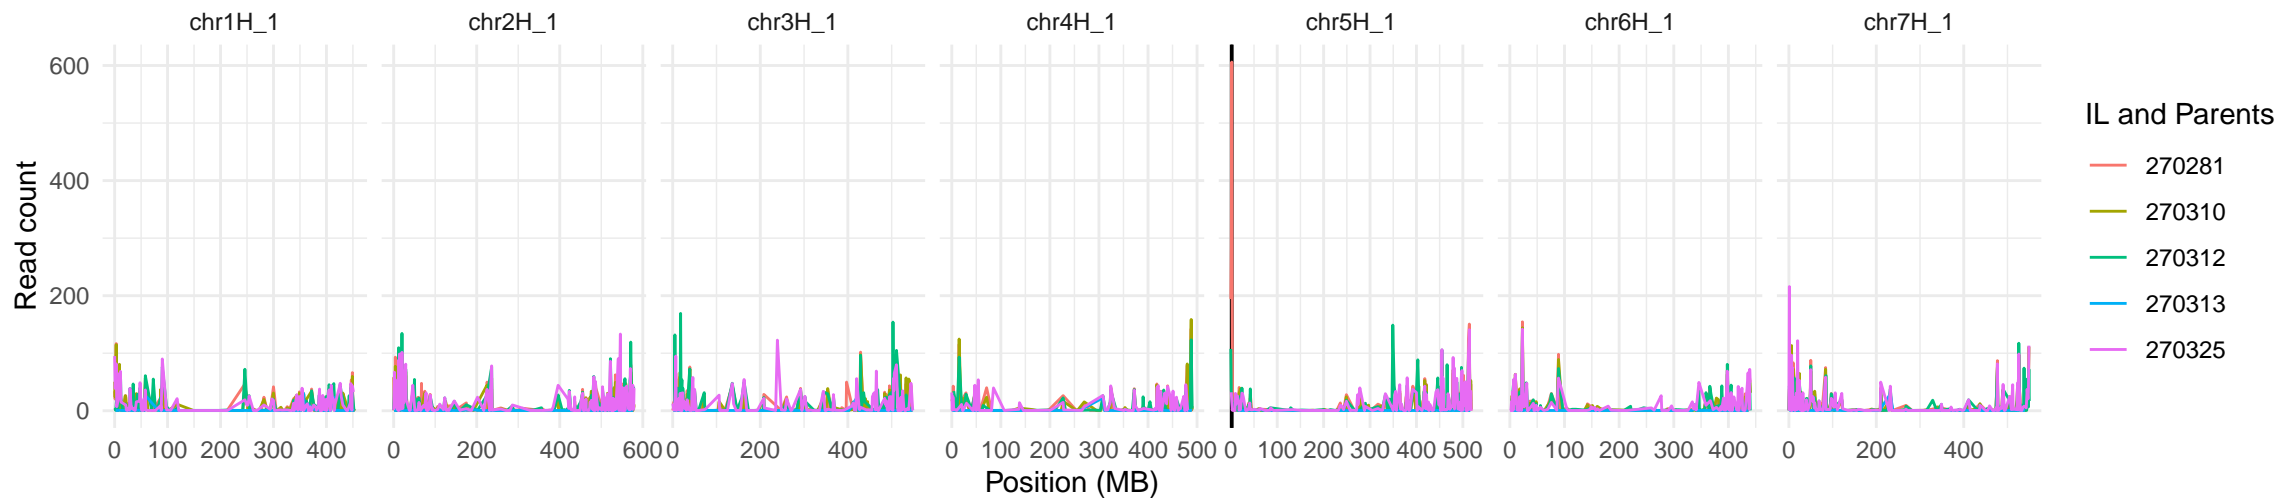 chr1H_1 chr2H_1 chr3H_1 chr4H_1 chr5H_1 chr6H_1 chr7H_1
Read count
600
400
200
0
0 100 200 300 400 0 200 400 600 0 200 400 0 100 200 300 400 500 0 100 200 300 400 500 0 100 200 300 400 0 200 400
Position (MB)
IL and Parents
270281
270310
270312
270313
270325